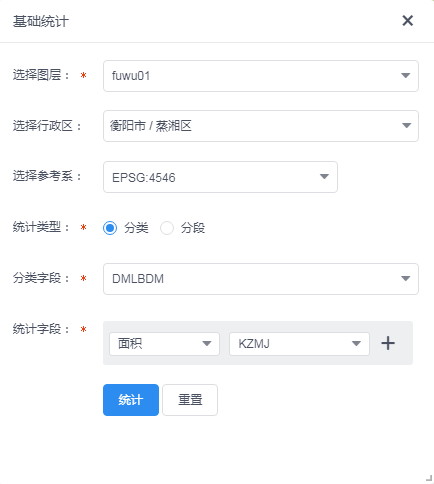 基础统计
选择图层： * fuwu01
选择行政区： 衡阳市 / 蒸湘区
选择参考系： EPSG:4546
统计类型： * 分类 分段
分类字段： * DMLBDM
统计字段： * 面积 KZMJ
统计 重置